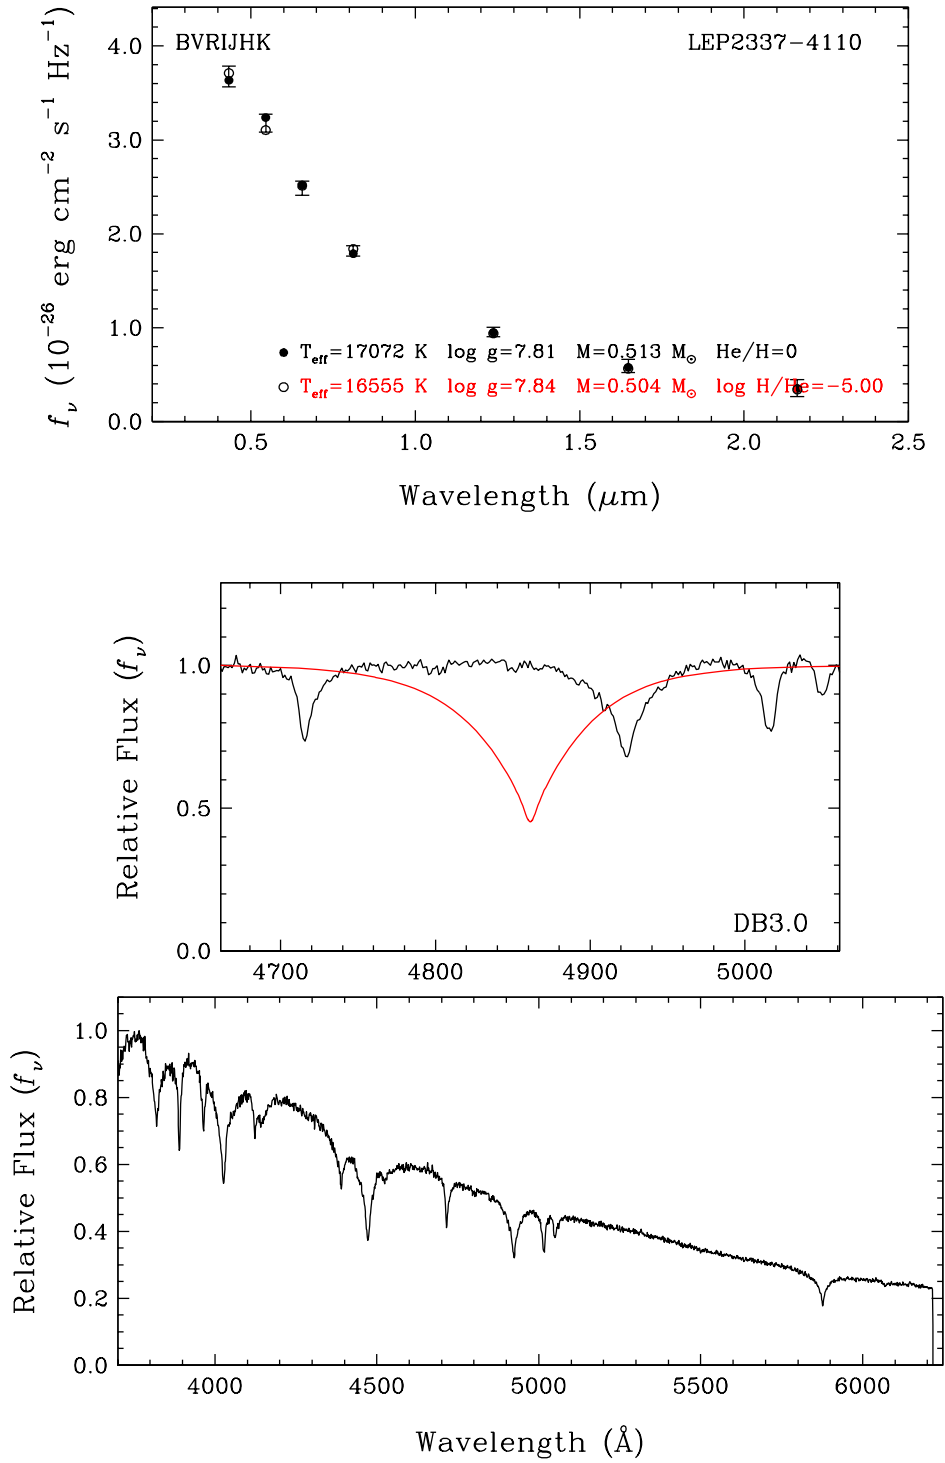 BVRIJHK LEP2337−4110
4.0
3.0
2.0
1.0
0.0
f_ν (10^−26 erg cm^−2 s^−1 Hz^−1)
● T_eff=17072 K log g=7.81 M=0.513 M_⊙ He/H=0
○ T_eff=16555 K log g=7.84 M=0.504 M_⊙ log H/He=−5.00
0.5 1.0 1.5 2.0 2.5
Wavelength (μm)
1.0
0.5
0.0
Relative Flux (f_ν)
DB3.0
4700 4800 4900 5000
1.0
0.8
0.6
0.4
0.2
0.0
Relative Flux (f_ν)
4000 4500 5000 5500 6000
Wavelength (Å)